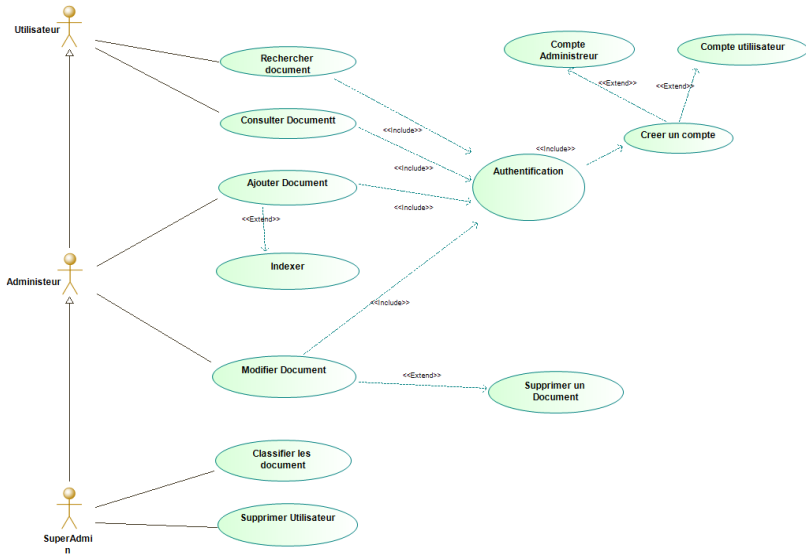 Utilisateur
Rechercher
document
Compte
Administreur
Compte utiliisateur
<<Extend>>
<<Extend>>
Consulter Documentt
<<Include>>
Creer un compte
<<Include>>
Authentification
<<Include>>
Ajouter Document
<<Include>>
<<Extend>>
Indexer
Administeur
<<Include>>
Modifier Document
<<Extend>>
Supprimer un
Document
Classifier les
document
Supprimer Utilisateur
SuperAdmi
n